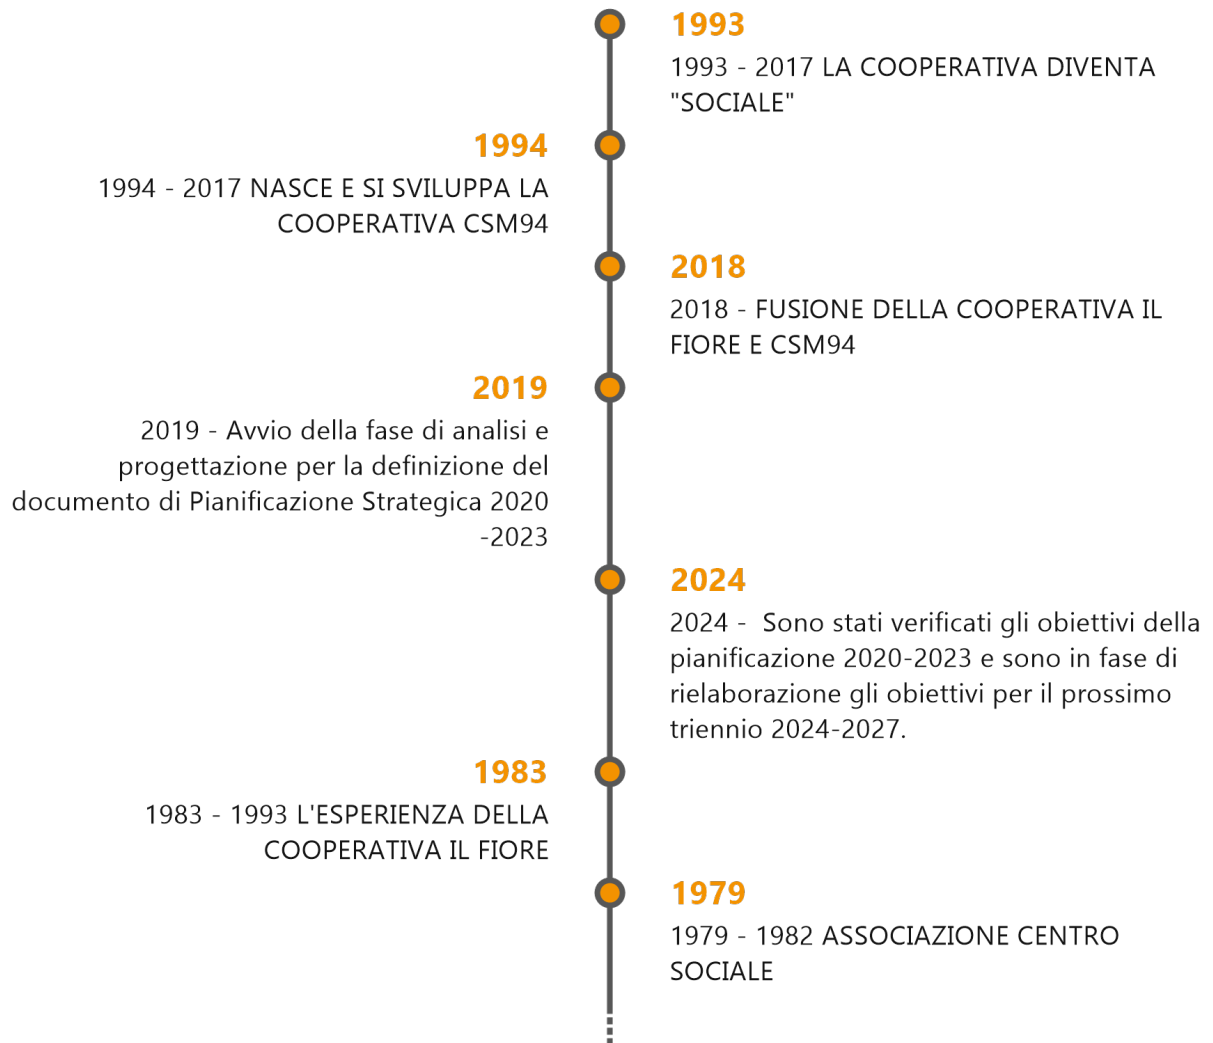 1993
1993 - 2017 LA COOPERATIVA DIVENTA
"SOCIALE"
1994
1994 - 2017 NASCE E SI SVILUPPA LA
COOPERATIVA CSM94
2018
2018 - FUSIONE DELLA COOPERATIVA IL
FIORE E CSM94
2019
2019 - Avvio della fase di analisi e
progettazione per la definizione del
documento di Pianificazione Strategica 2020
-2023
2024
2024 -  Sono stati verificati gli obiettivi della
pianificazione 2020-2023 e sono in fase di
rielaborazione gli obiettivi per il prossimo
triennio 2024-2027.
1983
1983 - 1993 L'ESPERIENZA DELLA
COOPERATIVA IL FIORE
1979
1979 - 1982 ASSOCIAZIONE CENTRO
SOCIALE